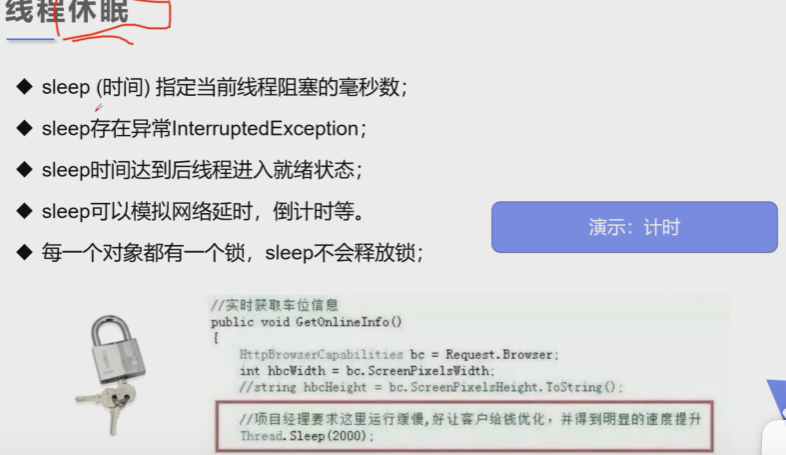 线程休眠
sleep (时间) 指定当前线程阻塞的毫秒数；
sleep存在异常InterruptedException；
sleep时间达到后线程进入就绪状态；
sleep可以模拟网络延时，倒计时等。
每一个对象都有一个锁，sleep不会释放锁；
演示：计时
//实时获取车位信息
public void GetOnlineInfo()
{
HttpBrowserCapabilities bc = Request.Browser;
int hbcWidth = bc.ScreenPixelsWidth;
//string hbcHeight = bc.ScreenPixelsHeight.ToString();
//项目经理要求这里运行缓慢,好让客户给钱优化，并得到明显的速度提升
Thread.Sleep(2000);